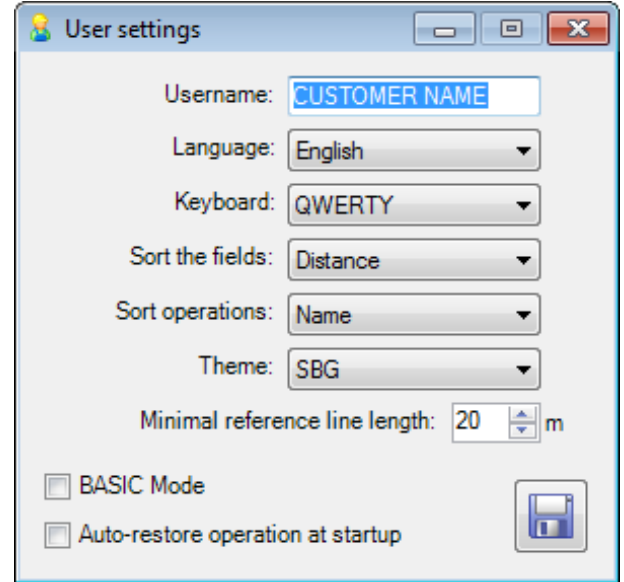 User settings
Username: CUSTOMER NAME
Language: English
Keyboard: QWERTY
Sort the fields: Distance
Sort operations: Name
Theme: SBG
Minimal reference line length: 20 m
BASIC Mode
Auto-restore operation at startup